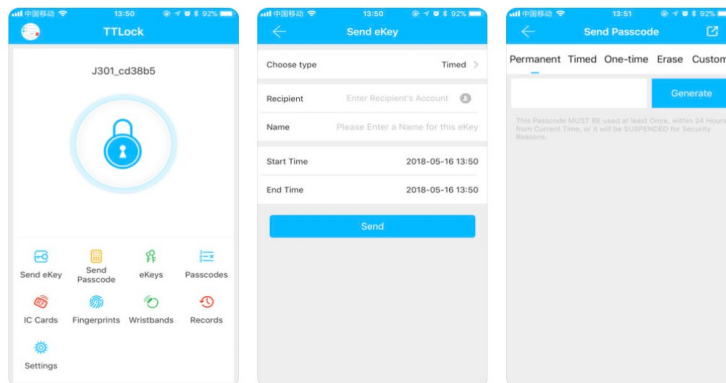 中国移动 13:50 92%
TTLock
J301_cd38b5
Send eKey
Send Passcode
eKeys
Passcodes
IC Cards
Fingerprints
Wristbands
Records
Settings
中国移动 13:50 92%
Send eKey
Choose type Timed
Recipient Enter Recipient's Account
Name Please Enter a Name for this eKey
Start Time 2018-05-16 13:50
End Time 2018-05-16 13:50
Send
中国移动 13:51 92%
Send Passcode
Permanent Timed One-time Erase Custom
Generate
This Passcode MUST BE used at least Once, within 24 Hours
from Current Time, or it will be SUSPENDED for Security
Reasons.